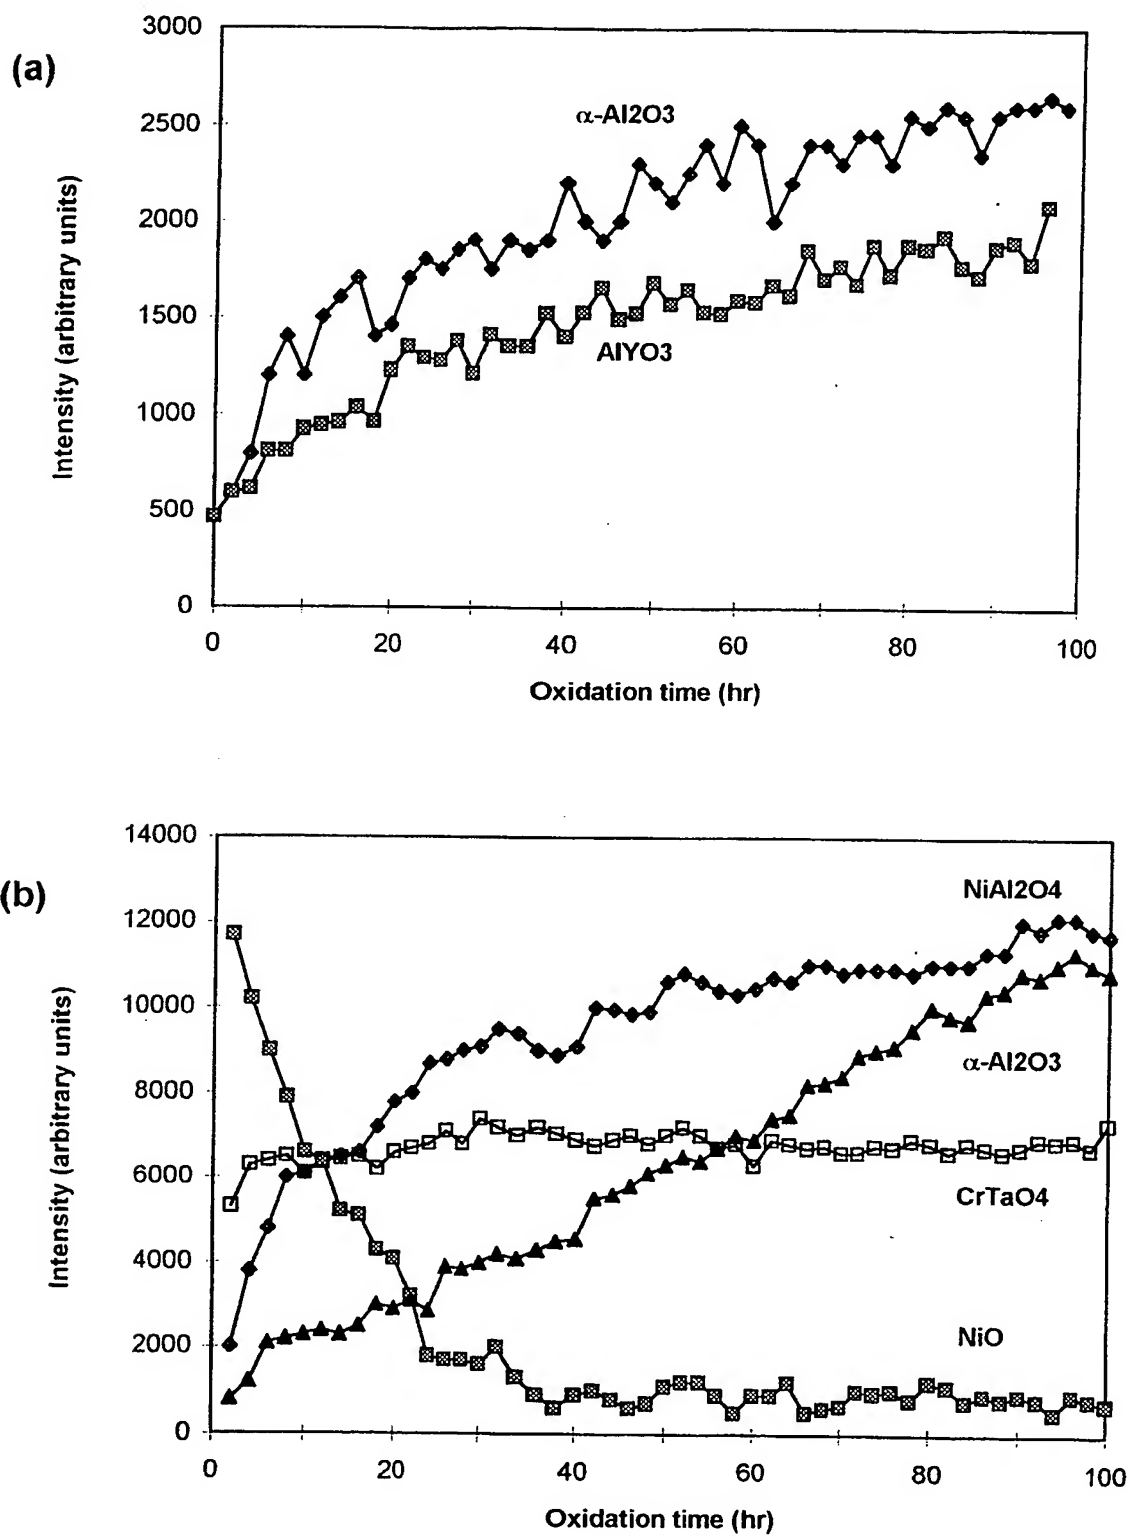 (a)
3000
2500
2000
1500
1000
500
0
Intensity (arbitrary units)
α-Al2O3
AlYO3
0 20 40 60 80 100
Oxidation time (hr)
(b)
14000
12000
10000
8000
6000
4000
2000
0
Intensity (arbitrary units)
NiAl2O4
α-Al2O3
CrTaO4
NiO
0 20 40 60 80 100
Oxidation time (hr)